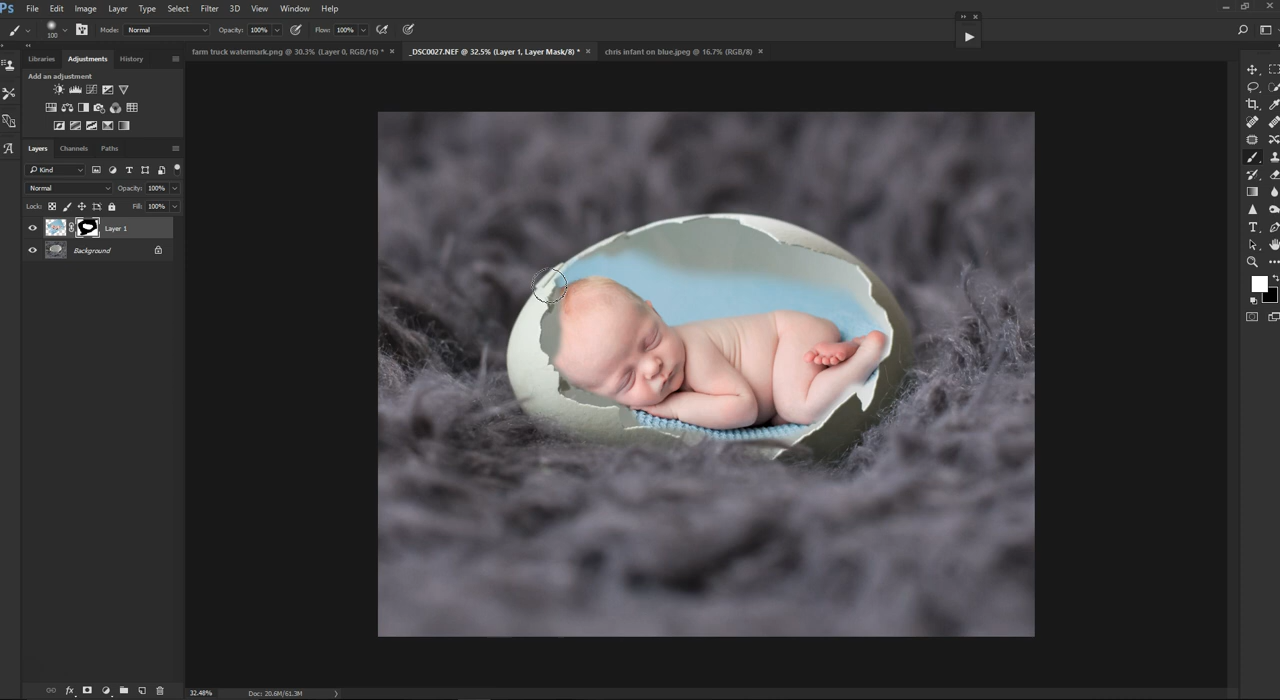 Ps File Edit Image Layer Type Select Filter 3D View Window Help
100 Mode: Normal Opacity: 100% Flow: 100%
farm truck watermark.png @ 30.3% (Layer 0, RGB/16) * × _DSC0027.NEF @ 32.5% (Layer 1, Layer Mask/8) * × chris infant on blue.jpeg @ 16.7% (RGB/8) ×
Libraries Adjustments History
Add an adjustment
Layers Channels Paths
Kind
Normal Opacity: 100%
Lock: Fill: 100%
Layer 1
Background
fx
32.48% Doc: 20.6M/61.3M